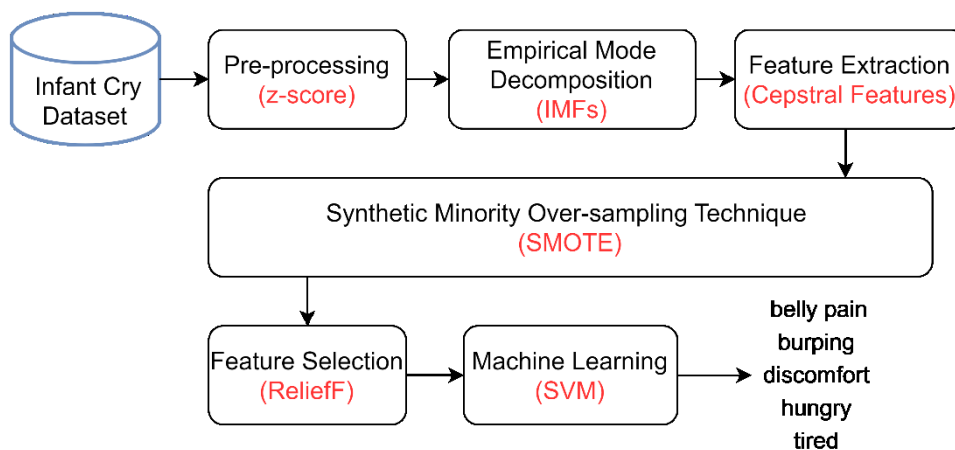 Infant Cry
Dataset
Pre-processing
(z-score)
Empirical Mode
Decomposition
(IMFs)
Feature Extraction
(Cepstral Features)
Synthetic Minority Over-sampling Technique
(SMOTE)
Feature Selection
(ReliefF)
Machine Learning
(SVM)
belly pain
burping
discomfort
hungry
tired